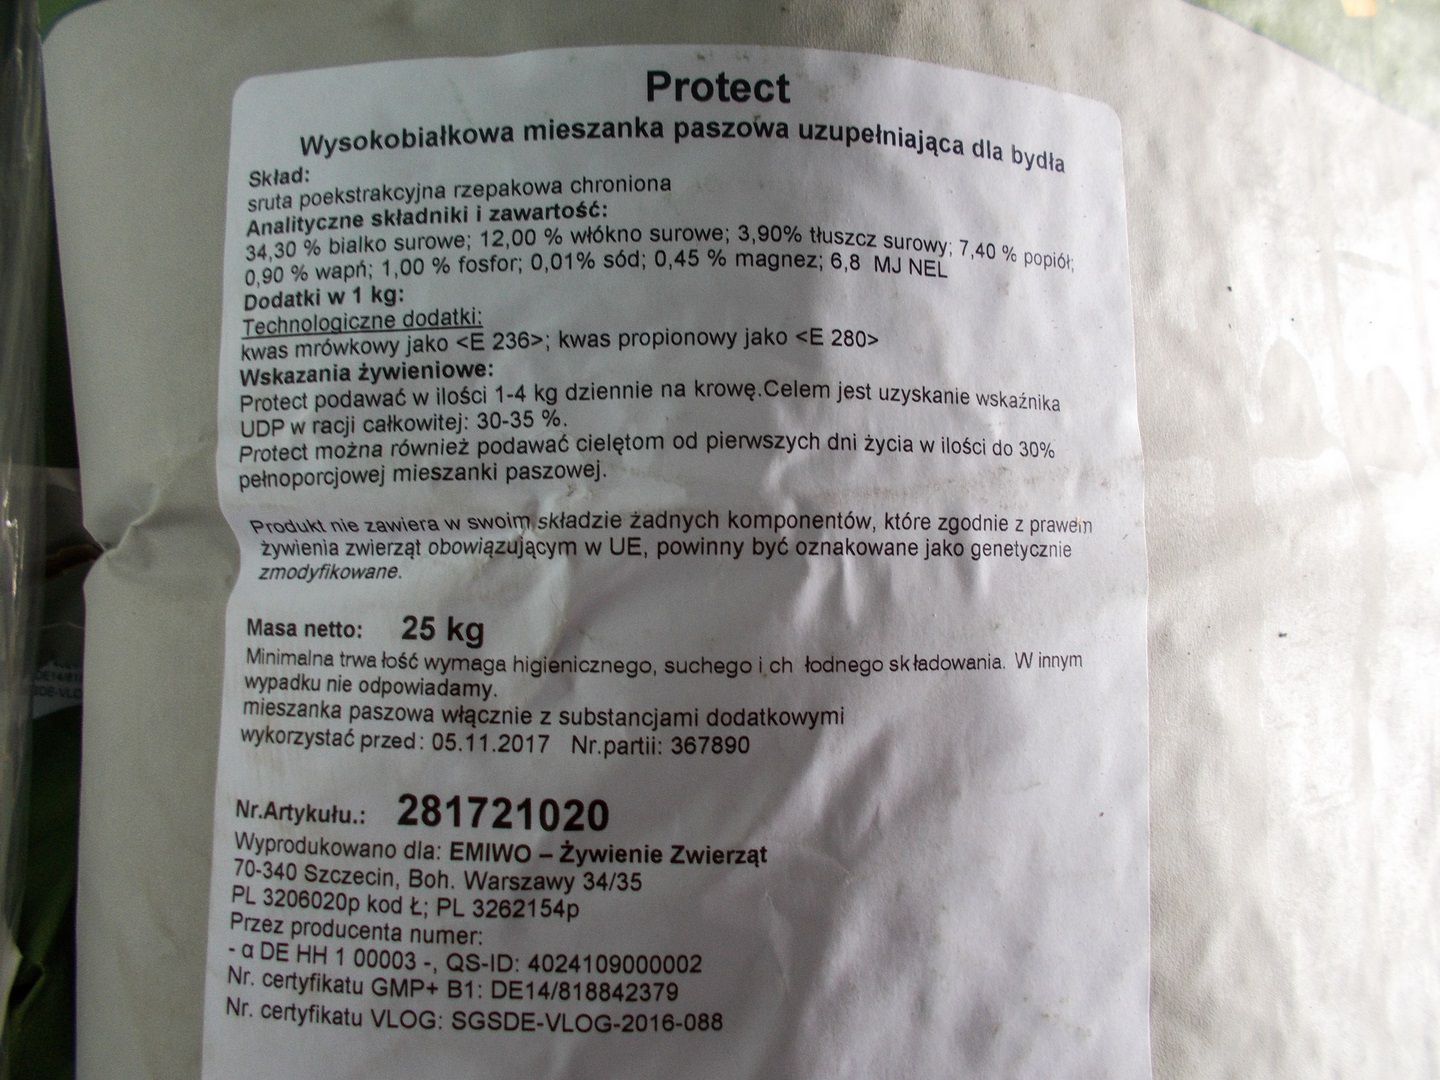 Protect
Wysokobiałkowa mieszanka paszowa uzupełniająca dla bydła
Skład:
sruta poekstrakcyjna rzepakowa chroniona
Analityczne składniki i zawartość:
34,30 % bialko surowe; 12,00 % włókno surowe; 3,90% tłuszcz surowy; 7,40 % popiół;
0,90 % wapń; 1,00 % fosfor; 0,01% sód; 0,45 % magnez; 6,8 MJ NEL
Dodatki w 1 kg:
Technologiczne dodatki:
kwas mrówkowy jako <E 236>; kwas propionowy jako <E 280>
Wskazania żywieniowe:
Protect podawać w ilości 1-4 kg dziennie na krowę.Celem jest uzyskanie wskaźnika
UDP w racji całkowitej: 30-35 %.
Protect można również podawać cielętom od pierwszych dni życia w ilości do 30%
pełnoporcjowej mieszanki paszowej.
Produkt nie zawiera w swoim składzie żadnych komponentów, które zgodnie z prawem
żywienia zwierząt obowiązującym w UE, powinny być oznakowane jako genetycznie
zmodyfikowane.
Masa netto: 25 kg
Minimalna trwa łość wymaga higienicznego, suchego i ch łodnego składowania. W innym
wypadku nie odpowiadamy.
mieszanka paszowa włącznie z substancjami dodatkowymi
wykorzystać przed: 05.11.2017 Nr.partii: 367890
Nr.Artykułu.: 281721020
Wyprodukowano dla: EMIWO – Żywienie Zwierząt
70-340 Szczecin, Boh. Warszawy 34/35
PL 3206020p kod Ł; PL 3262154p
Przez producenta numer:
- α DE HH 1 00003 -, QS-ID: 4024109000002
Nr. certyfikatu GMP+ B1: DE14/818842379
Nr. certyfikatu VLOG: SGSDE-VLOG-2016-088